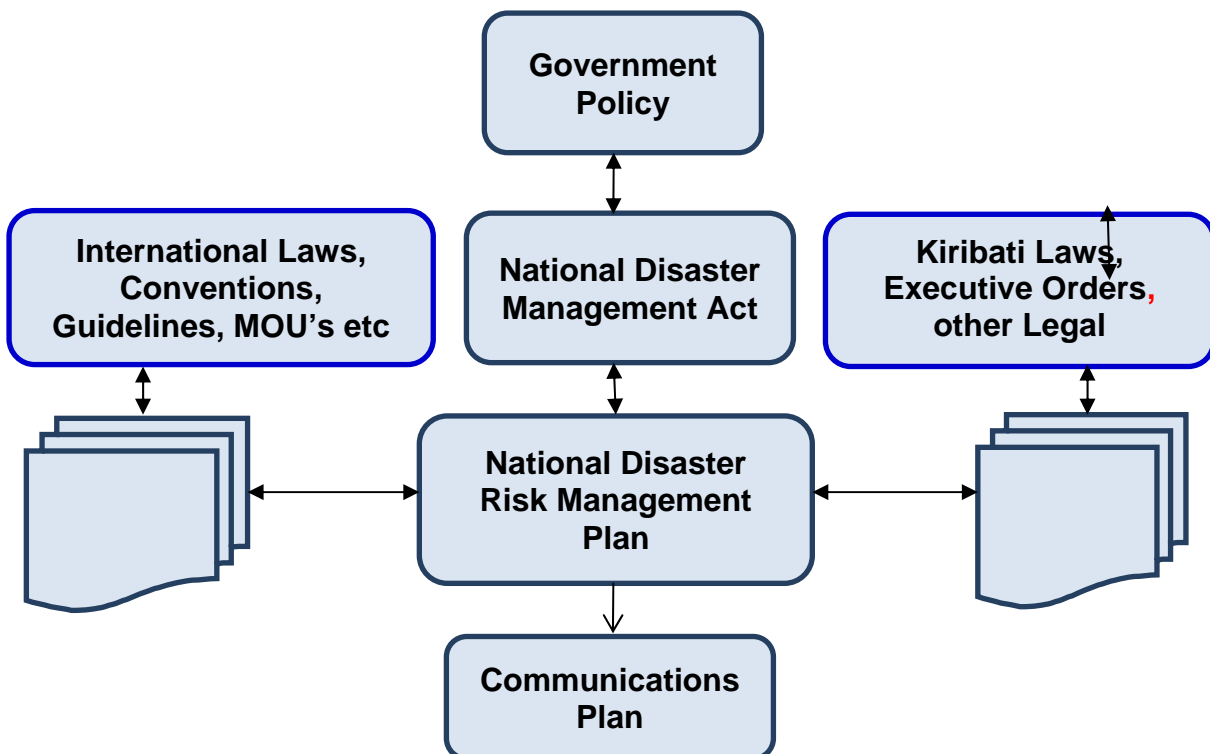 Government
Policy
International Laws,
Conventions,
Guidelines, MOU's etc
National Disaster
Management Act
Kiribati Laws,
Executive Orders,
other Legal
National Disaster
Risk Management
Plan
Communications
Plan